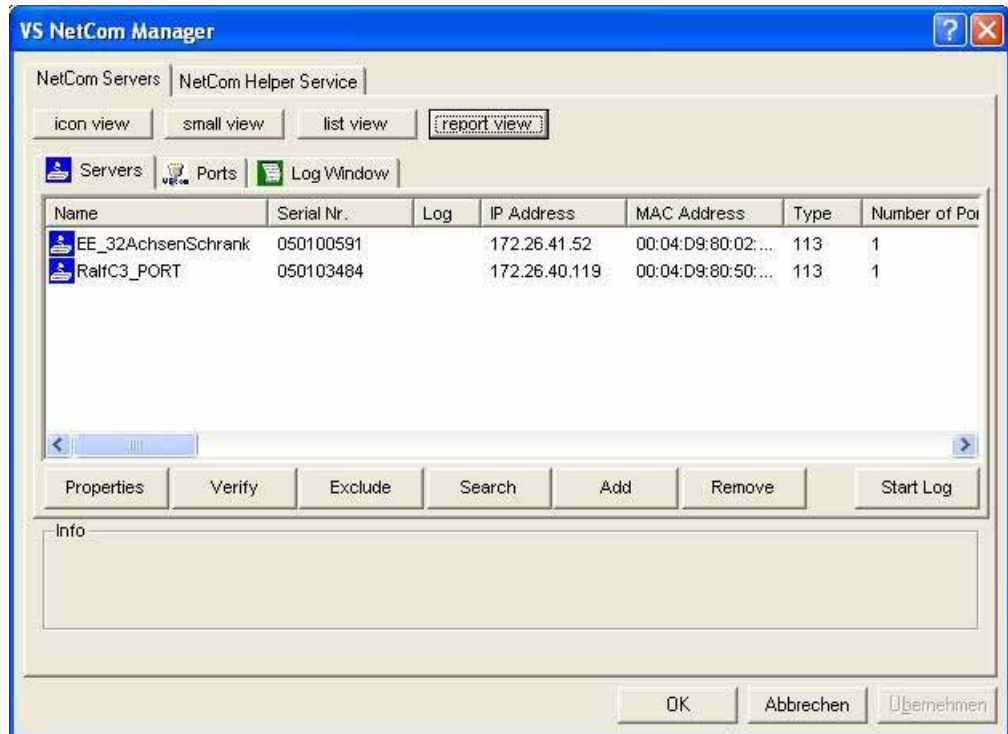 VS NetCom Manager
NetCom Servers NetCom Helper Service
icon view small view list view report view
Servers Ports Log Window
Name Serial Nr. Log IP Address MAC Address Type Number of Por
EE_32AchsenSchrank 050100591 172.26.41.52 00:04:D9:80:02:... 113 1
RalfC3_PORT 050103484 172.26.40.119 00:04:D9:80:50:... 113 1
Properties Verify Exclude Search Add Remove Start Log
Info
OK Abbrechen Übernehmen